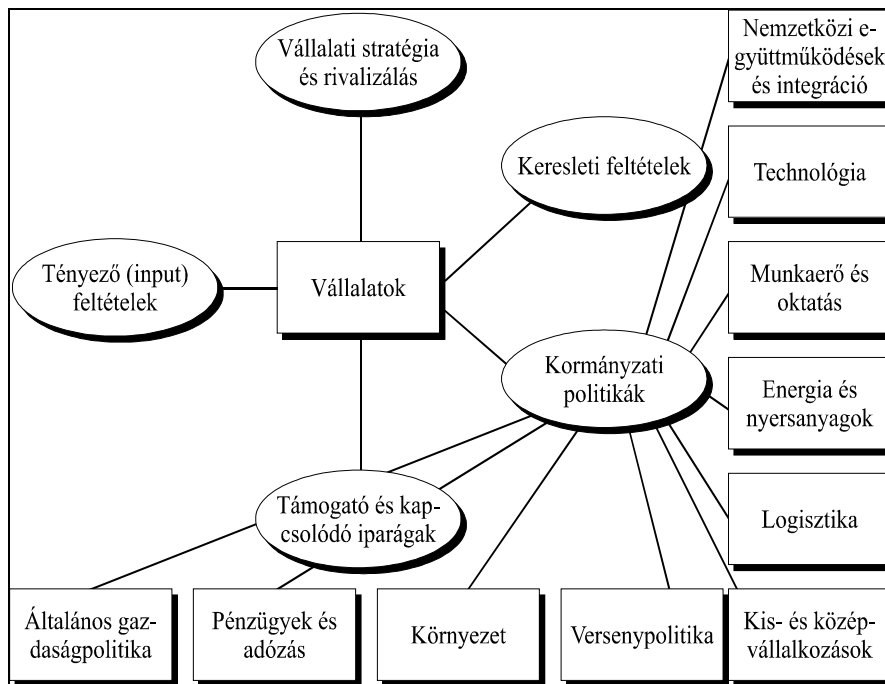 Vállalati stratégia
és rivalizálás
Nemzetközi e-
gyüttműködések
és integráció
Keresleti feltételek
Technológia
Tényező (input)
feltételek
Vállalatok
Munkaerő és
oktatás
Kormányzati
politikák
Energia és
nyersanyagok
Támogató és kap-
csolódó iparágak
Logisztika
Általános gaz-
daságpolitika
Pénzügyek és
adózás
Környezet
Versenypolitika
Kis- és közép-
vállalkozások